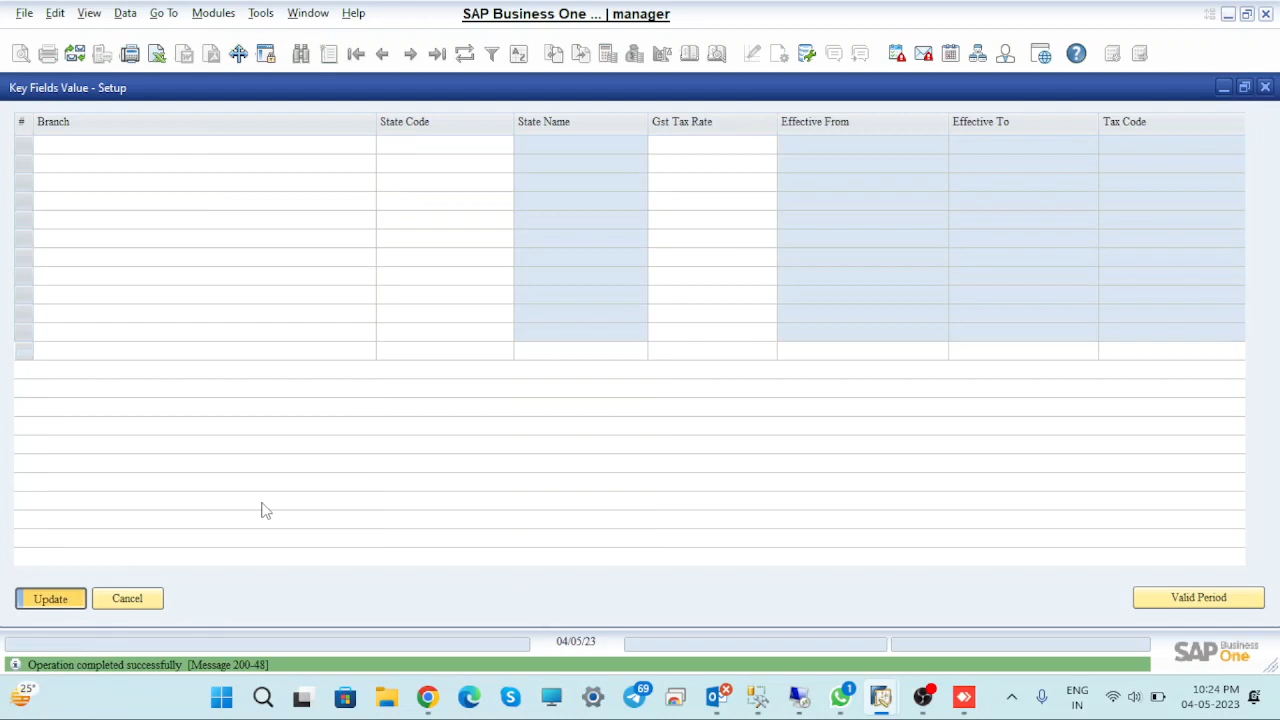 File Edit View Data Go To Modules Tools Window Help
SAP Business One ... | manager
Key Fields Value - Setup
# Branch State Code State Name Gst Tax Rate Effective From Effective To Tax Code
Update Cancel Valid Period
04/05/23
SAP Business One
Operation completed successfully [Message 200-48]
25°
69
1
ENG
IN
10:24 PM
04-05-2023